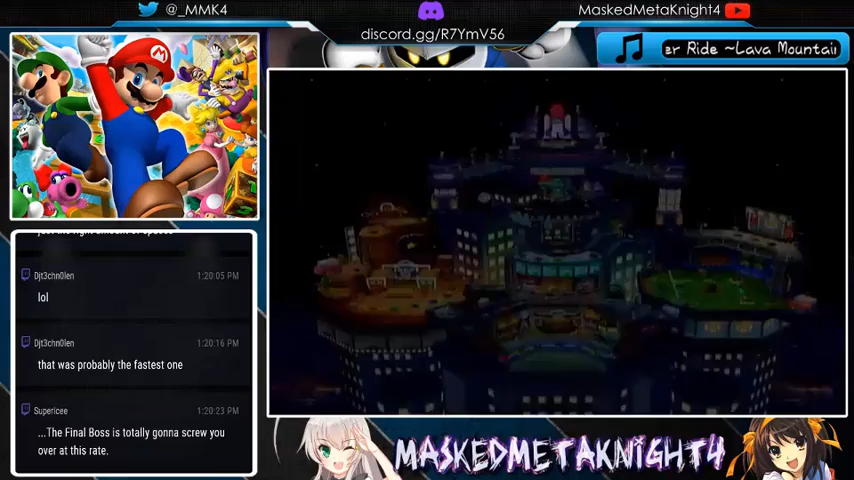 @_MMK4
discord.gg/R7YmV56
MaskedMetaKnight4
er Ride ~Lava Mountain
Djt3chn0len
1:20:05 PM
lol
Djt3chn0len
1:20:16 PM
that was probably the fastest one
Supericee
1:20:23 PM
...The Final Boss is totally gonna screw you
over at this rate.
MASKEDMETAKNIGHT4